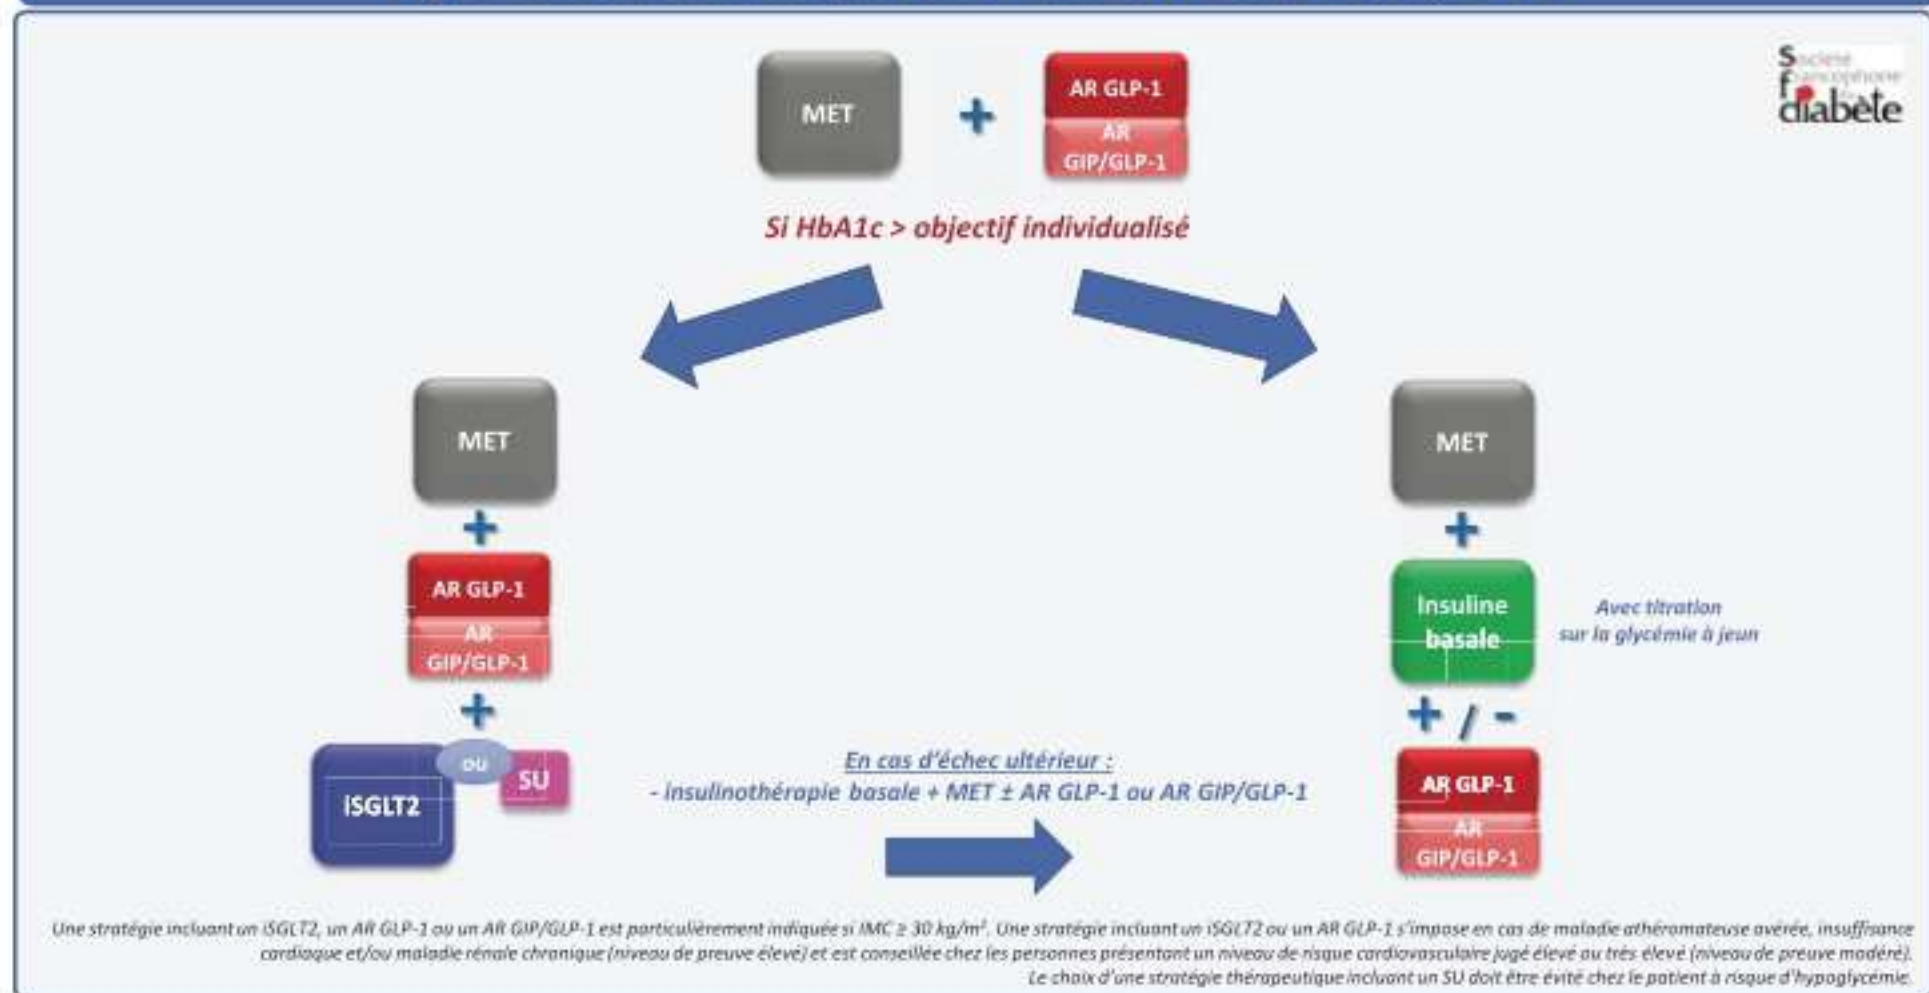 Société
francophone
du
diabète
MET
+
AR GLP-1
AR
GIP/GLP-1
Si HbA1c > objectif individualisé
MET
+
AR GLP-1
AR
GIP/GLP-1
+
iSGLT2
OU
SU
En cas d'échec ultérieur :
- insulinothérapie basale + MET ± AR GLP-1 ou AR GIP/GLP-1
MET
+
Insuline
basale
Avec titration
sur la glycémie à jeun
+ / -
AR GLP-1
AR
GIP/GLP-1
Une stratégie incluant un iSGLT2, un AR GLP-1 ou un AR GIP/GLP-1 est particulièrement indiquée si IMC ≥ 30 kg/m². Une stratégie incluant un iSGLT2 ou un AR GLP-1 s'impose en cas de maladie athéromateuse avérée, insuffisance
cardiaque et/ou maladie rénale chronique (niveau de preuve élevé) et est conseillée chez les personnes présentant un niveau de risque cardiovasculaire jugé élevé ou très élevé (niveau de preuve modéré).
Le choix d'une stratégie thérapeutique incluant un SU doit être évité chez le patient à risque d'hypoglycémie.